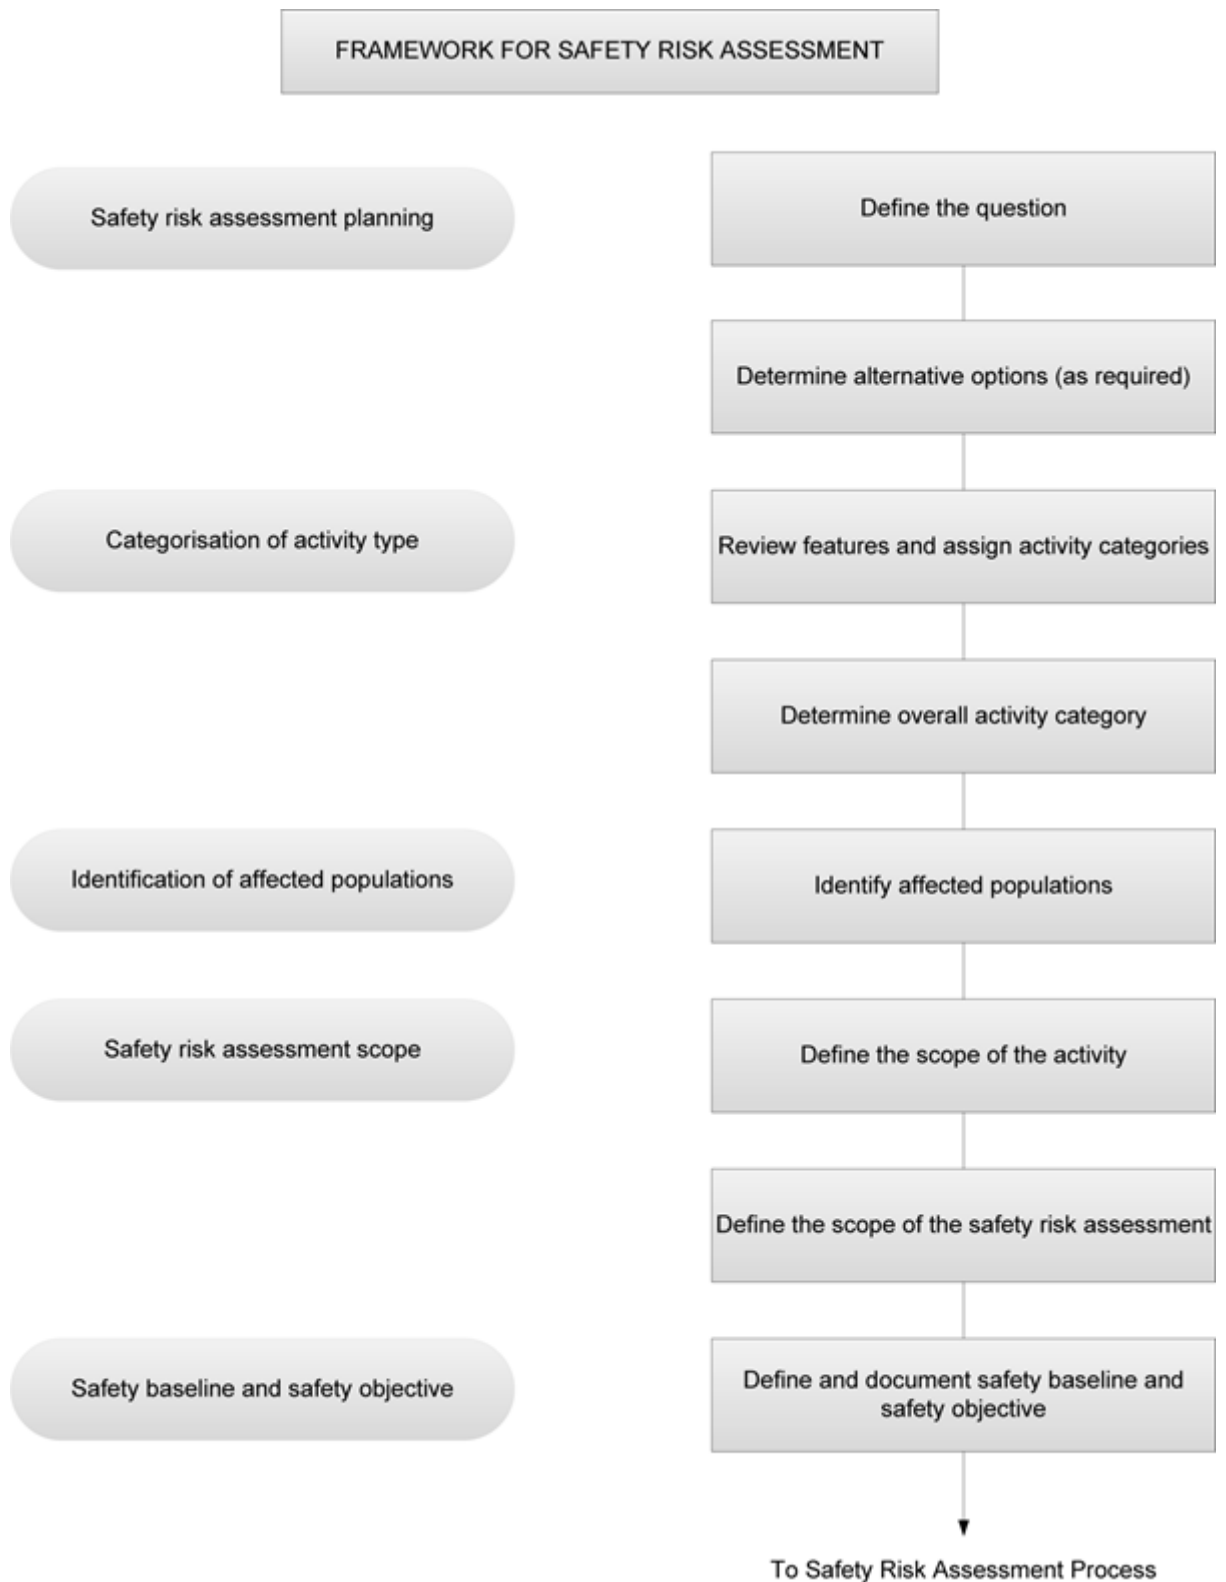 FRAMEWORK FOR SAFETY RISK ASSESSMENT
Safety risk assessment planning
Define the question
Determine alternative options (as required)
Categorisation of activity type
Review features and assign activity categories
Determine overall activity category
Identification of affected populations
Identify affected populations
Safety risk assessment scope
Define the scope of the activity
Define the scope of the safety risk assessment
Safety baseline and safety objective
Define and document safety baseline and
safety objective
To Safety Risk Assessment Process